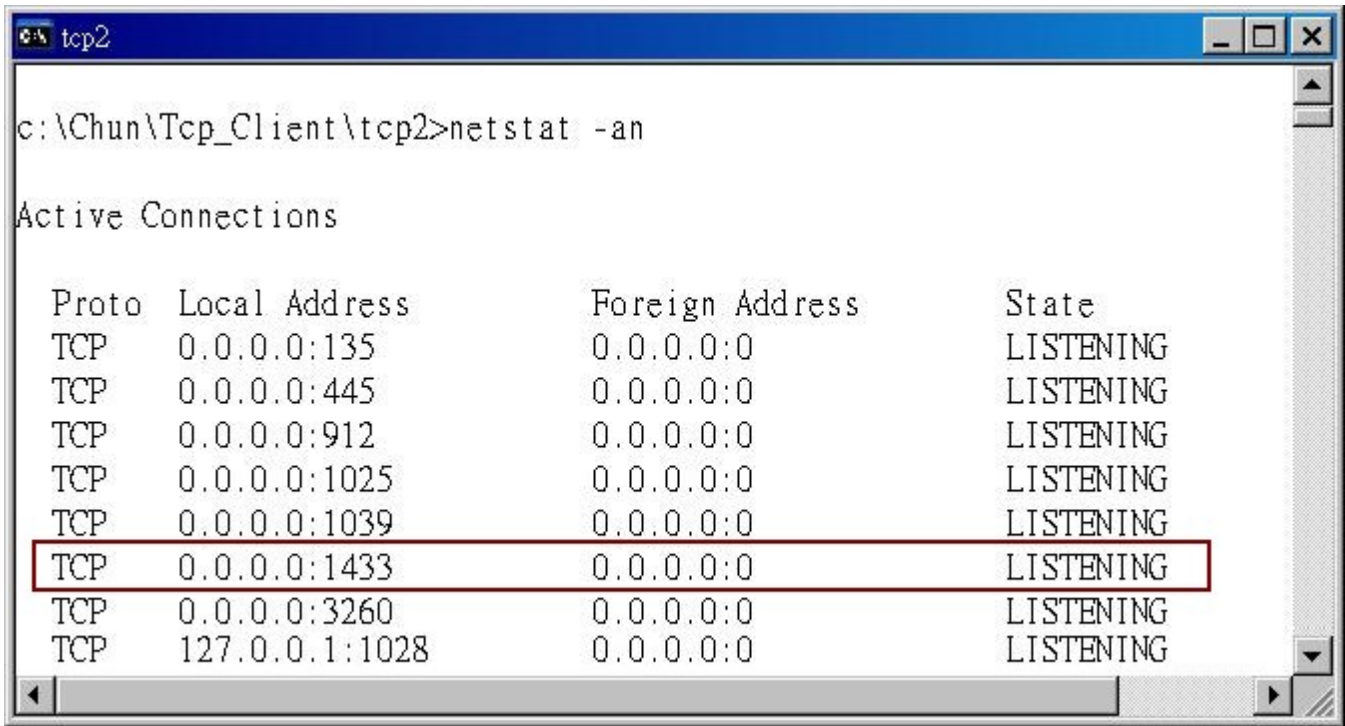 tcp2
c:\Chun\Tcp_Client\tcp2>netstat -an
Active Connections
Proto Local Address Foreign Address State
TCP 0.0.0.0:135 0.0.0.0:0 LISTENING
TCP 0.0.0.0:445 0.0.0.0:0 LISTENING
TCP 0.0.0.0:912 0.0.0.0:0 LISTENING
TCP 0.0.0.0:1025 0.0.0.0:0 LISTENING
TCP 0.0.0.0:1039 0.0.0.0:0 LISTENING
TCP 0.0.0.0:1433 0.0.0.0:0 LISTENING
TCP 0.0.0.0:3260 0.0.0.0:0 LISTENING
TCP 127.0.0.1:1028 0.0.0.0:0 LISTENING